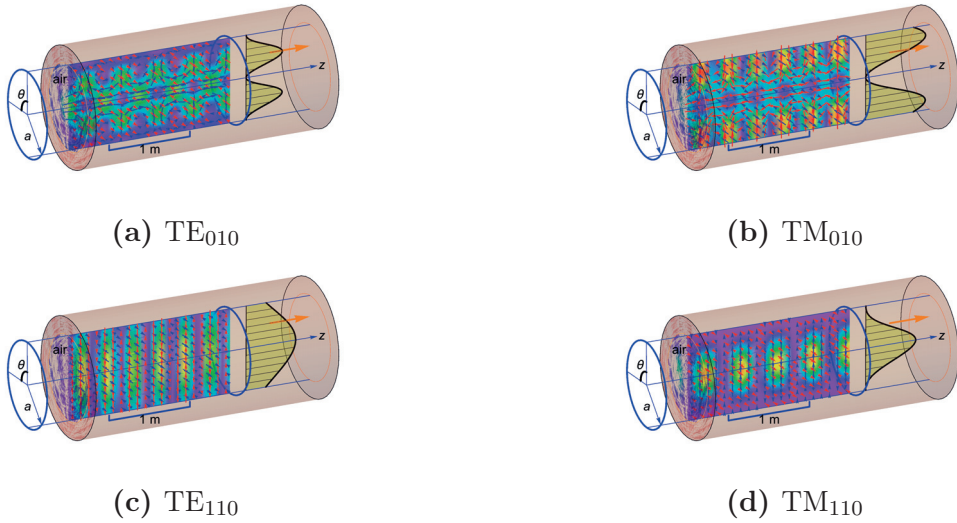 air
θ
a
z
1 m
air
θ
a
z
1 m
(a) TE₀₁₀
(b) TM₀₁₀
air
θ
a
z
1 m
air
θ
a
z
1 m
(c) TE₁₁₀
(d) TM₁₁₀